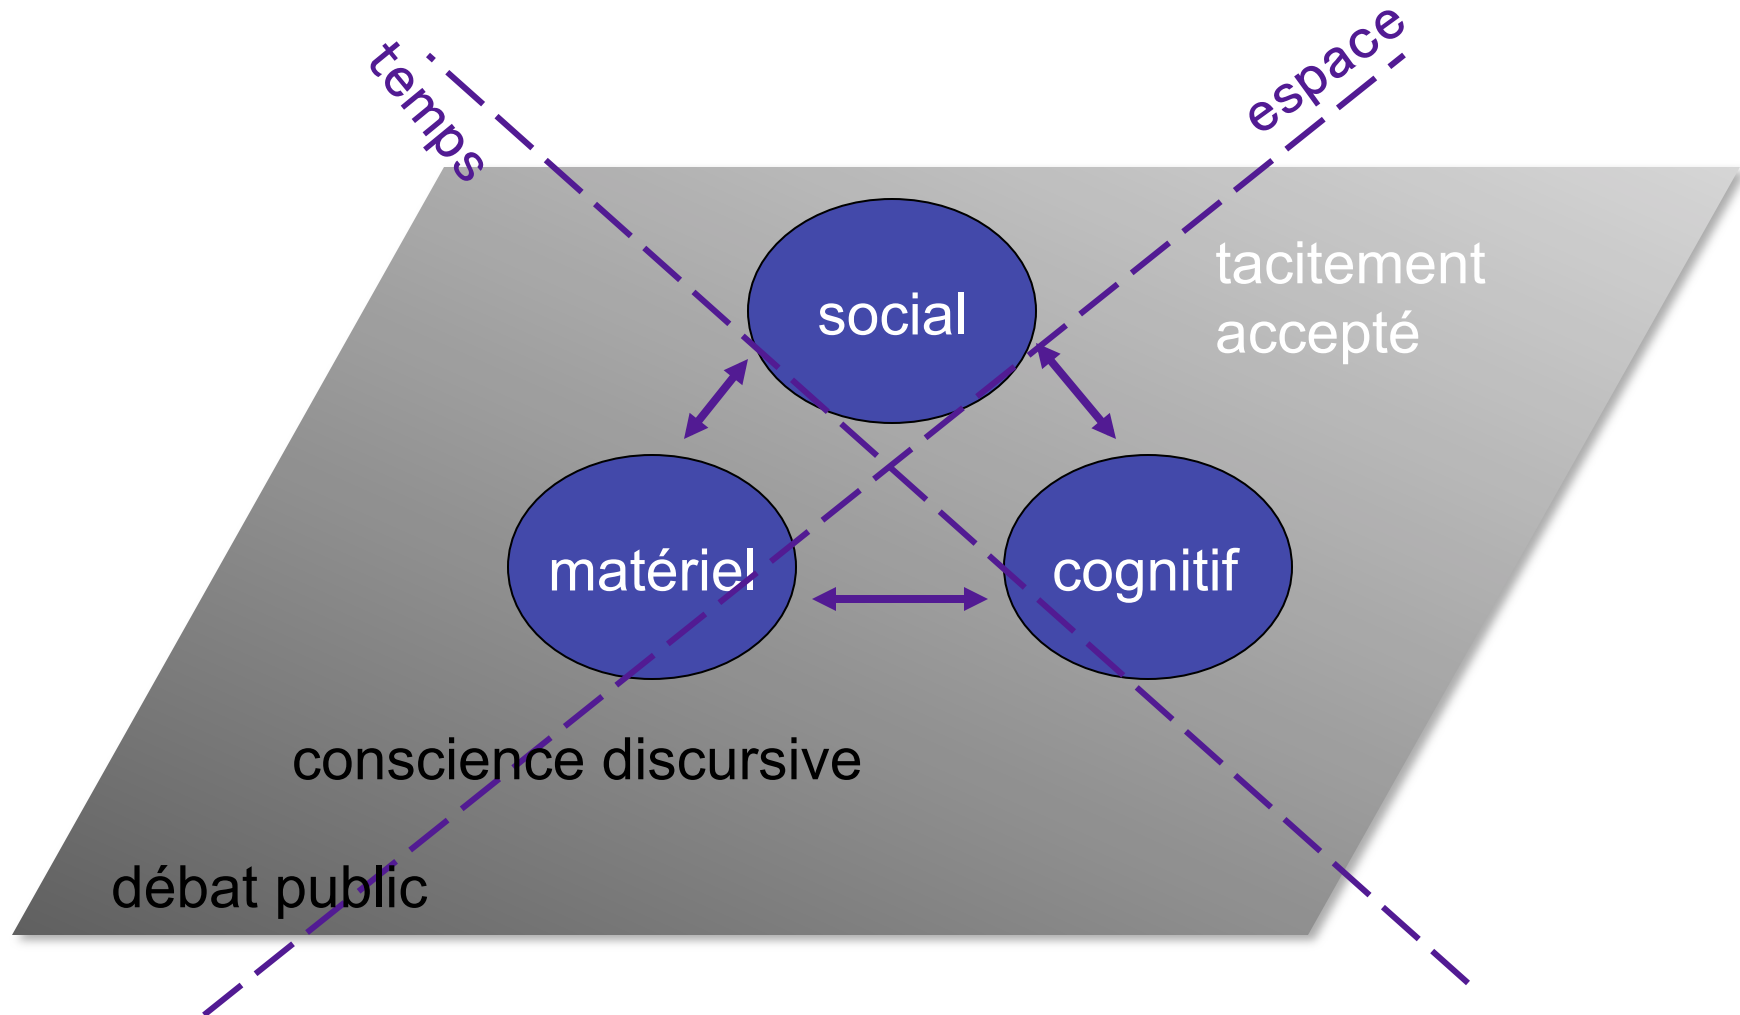 temps
espace
social
tacitement
accepté
matériel
cognitif
conscience discursive
débat public